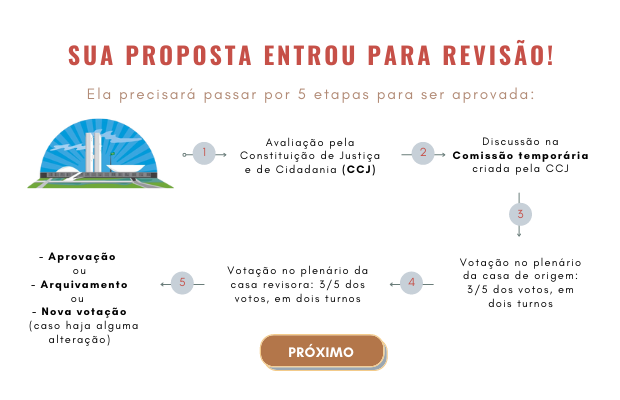 SUA PROPOSTA ENTROU PARA REVISÃO!
Ela precisará passar por 5 etapas para ser aprovada:
1
Avaliação pela
Constituição de Justiça
e de Cidadania (CCJ)
2
Discussão na
Comissão temporária
criada pela CCJ
3
Votação no plenário
da casa de origem:
3/5 dos votos, em
dois turnos
4
Votação no plenário da
casa revisora: 3/5 dos
votos, em dois turnos
5
- Aprovação
ou
- Arquivamento
ou
- Nova votação
(caso haja alguma
alteração)
PRÓXIMO